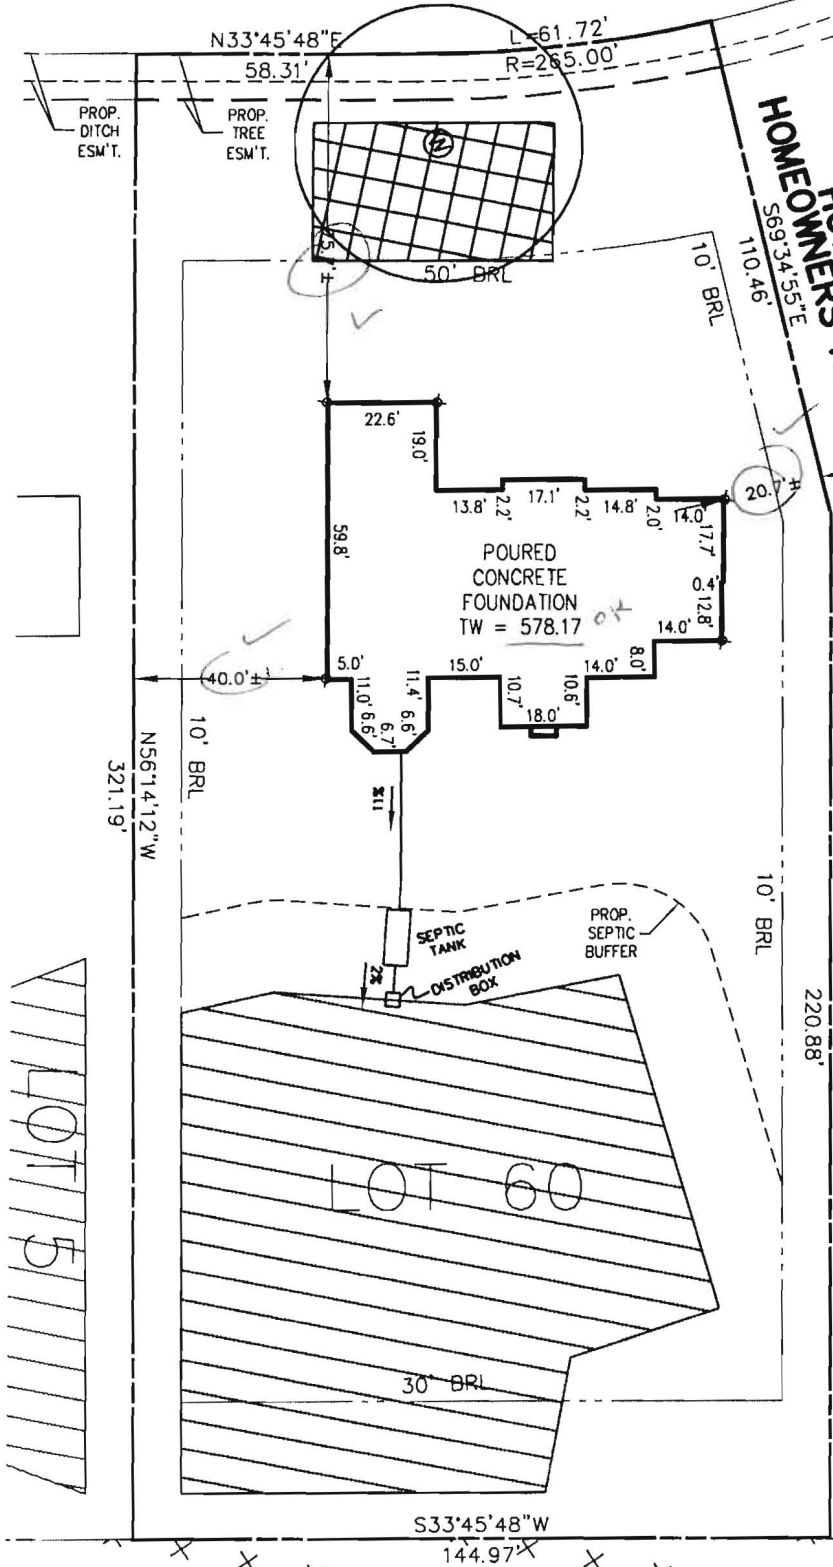 N33°45'48"E
58.31'
L=61.72'
R=265.00'
PROP.
DITCH
ESM'T.
PROP.
TREE
ESM'T.
HOMEOWNERS
S69°34'55"E
110.46'
50' BRL
10' BRL
22.6'
19.0'
13.8'
2.2'
17.1'
2.2'
14.8'
2.0'
14.0'
20.7'±
17.7'
59.8'
POURED
CONCRETE
FOUNDATION
TW = 578.17 OK
0.4'
12.8'
14.0'
8.0'
40.0'±
5.0'
11.0'
6.6'
6.7'
6.6'
11.4'
15.0'
10.7'
18.0'
10.6'
14.0'
N56°14'12"W
321.19'
10' BRL
11%
10' BRL
PROP.
SEPTIC
BUFFER
SEPTIC
TANK
2%
DISTRIBUTION
BOX
220.88'
LOT 5
LOT 60
30' BRL
S33°45'48"W
144.97'